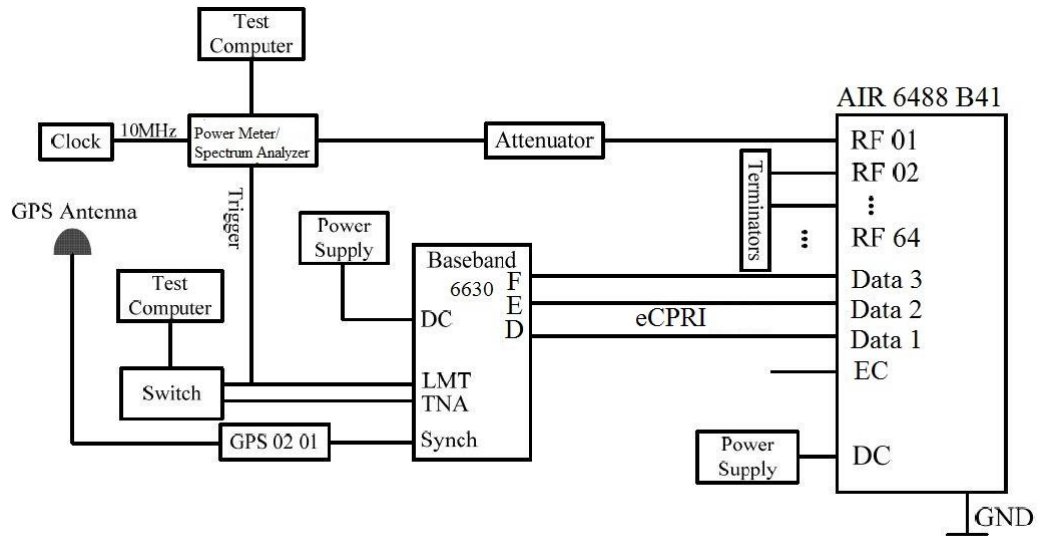 Test
Computer
AIR 6488 B41
Clock
10MHz
Power Meter/
Spectrum Analyzer
Attenuator
RF 01
RF 02
...
RF 64
Terminators
...
Trigger
GPS Antenna
Power
Supply
Test
Computer
Baseband
6630
F
E
D
DC
eCPRI
Data 3
Data 2
Data 1
EC
Switch
LMT
TNA
GPS 02 01
Synch
Power
Supply
DC
GND